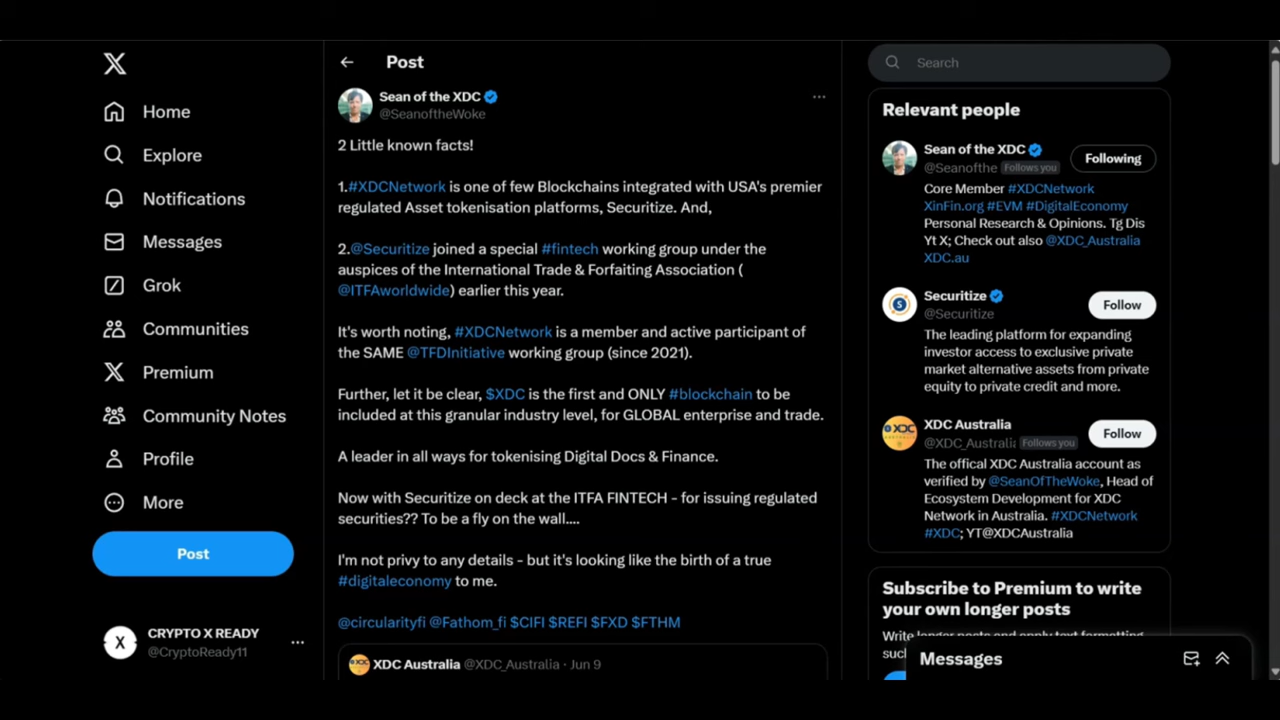 Home
Explore
Notifications
Messages
Grok
Communities
Premium
Community Notes
Profile
More
Post
CRYPTO X READY
@CryptoReady11
Post
Sean of the XDC
@SeanoftheWoke
2 Little known facts!
1.#XDCNetwork is one of few Blockchains integrated with USA's premier
regulated Asset tokenisation platforms, Securitize. And,
2.@Securitize joined a special #fintech working group under the
auspices of the International Trade & Forfaiting Association (
@ITFAworldwide) earlier this year.
It's worth noting, #XDCNetwork is a member and active participant of
the SAME @TFDInitiative working group (since 2021).
Further, let it be clear, $XDC is the first and ONLY #blockchain to be
included at this granular industry level, for GLOBAL enterprise and trade.
A leader in all ways for tokenising Digital Docs & Finance.
Now with Securitize on deck at the ITFA FINTECH - for issuing regulated
securities?? To be a fly on the wall....
I'm not privy to any details - but it's looking like the birth of a true
#digitaleconomy to me.
@circularityfi @Fathom_fi $CIFI $REFI $FXD $FTHM
XDC Australia @XDC_Australia · Jun 9
Search
Relevant people
Sean of the XDC
@Seanofthe Follows you
Following
Core Member #XDCNetwork
XinFin.org #EVM #DigitalEconomy
Personal Research & Opinions. Tg Dis
Yt X; Check out also @XDC_Australia
XDC.au
Securitize
@Securitize
Follow
The leading platform for expanding
investor access to exclusive private
market alternative assets from private
equity to private credit and more.
XDC Australia
@XDC_Australi Follows you
Follow
The offical XDC Australia account as
verified by @SeanOfTheWoke, Head of
Ecosystem Development for XDC
Network in Australia. #XDCNetwork
#XDC; YT@XDCAustralia
Subscribe to Premium to write
your own longer posts
Write longer posts and apply text formatting
Messages